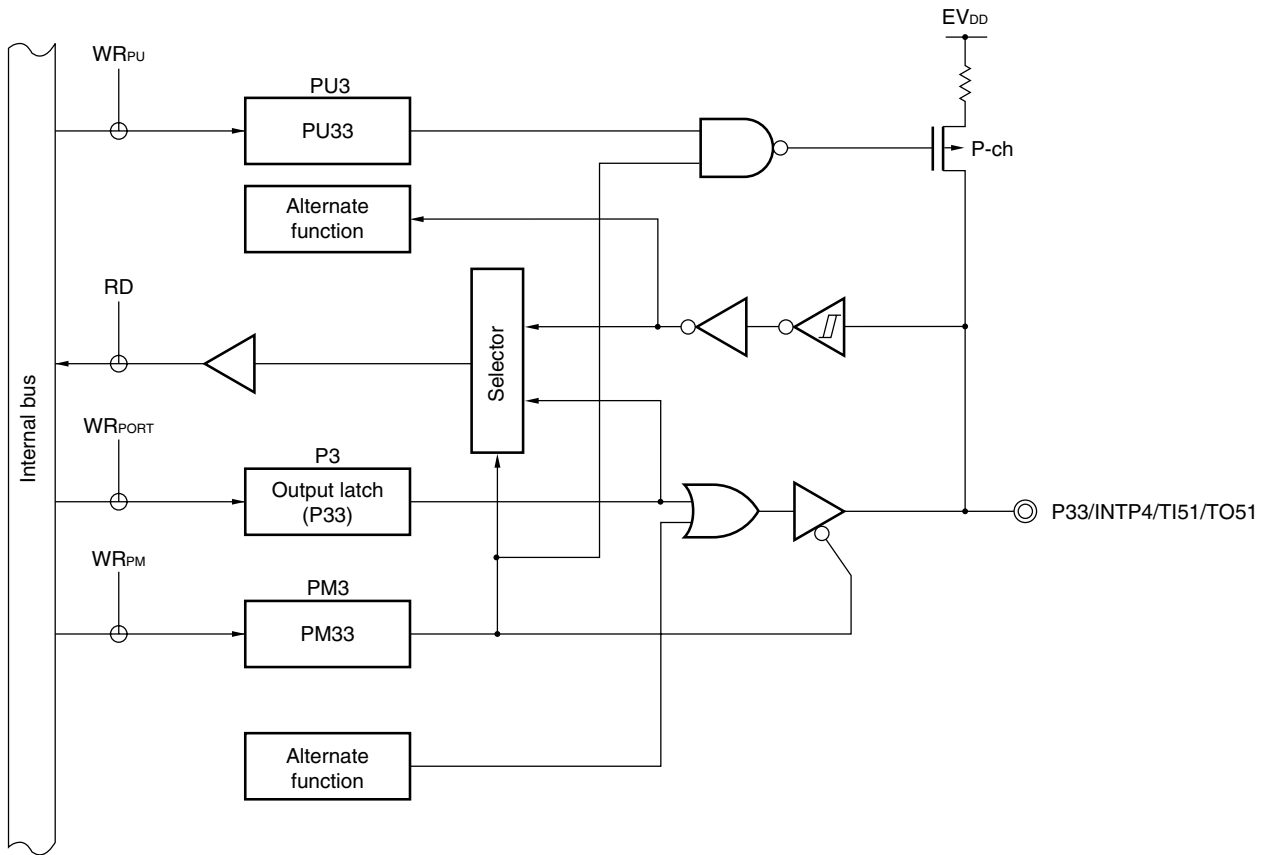 EVDD
WRPU
PU3
PU33
P-ch
Alternate
function
RD
Selector
Internal bus
WRPORT
P3
Output latch
(P33)
P33/INTP4/TI51/TO51
WRPM
PM3
PM33
Alternate
function